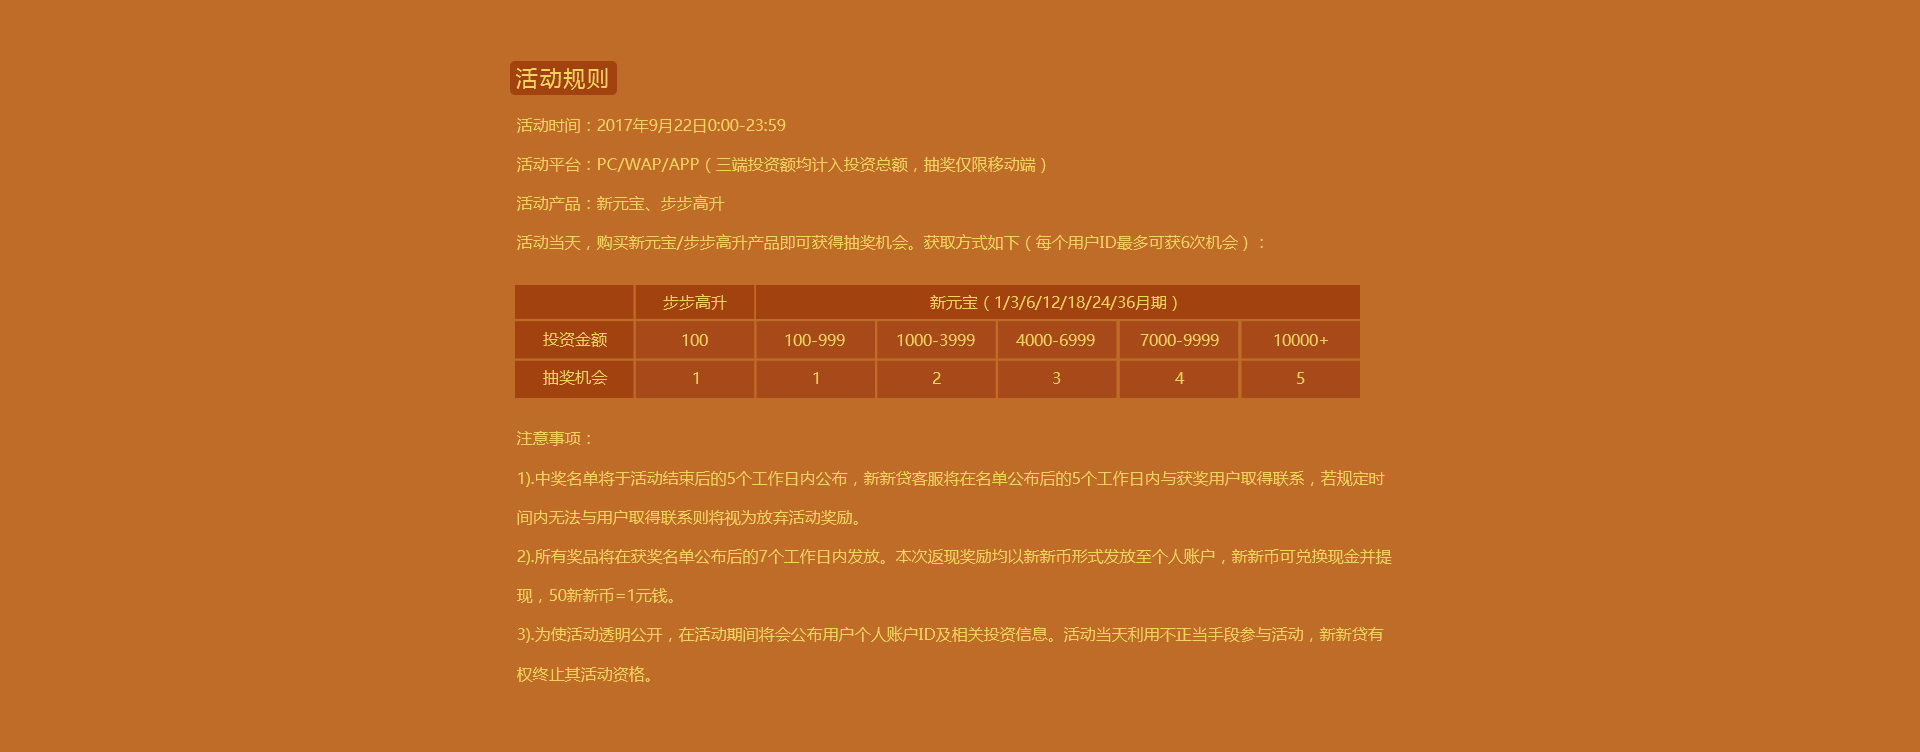 活动规则
活动时间：2017年9月22日0:00-23:59
活动平台：PC/WAP/APP（三端投资额均计入投资总额，抽奖仅限移动端）
活动产品：新元宝、步步高升
活动当天，购买新元宝/步步高升产品即可获得抽奖机会。获取方式如下（每个用户ID最多可获6次机会）：
步步高升 新元宝（1/3/6/12/18/24/36月期）
投资金额 100 100-999 1000-3999 4000-6999 7000-9999 10000+
抽奖机会 1 1 2 3 4 5
注意事项：
1).中奖名单将于活动结束后的5个工作日内公布，新新贷客服将在名单公布后的5个工作日内与获奖用户取得联系，若规定时
间内无法与用户取得联系则将视为放弃活动奖励。
2).所有奖品将在获奖名单公布后的7个工作日内发放。本次返现奖励均以新新币形式发放至个人账户，新新币可兑换现金并提
现，50新新币=1元钱。
3).为使活动透明公开，在活动期间将会公布用户个人账户ID及相关投资信息。活动当天利用不正当手段参与活动，新新贷有
权终止其活动资格。